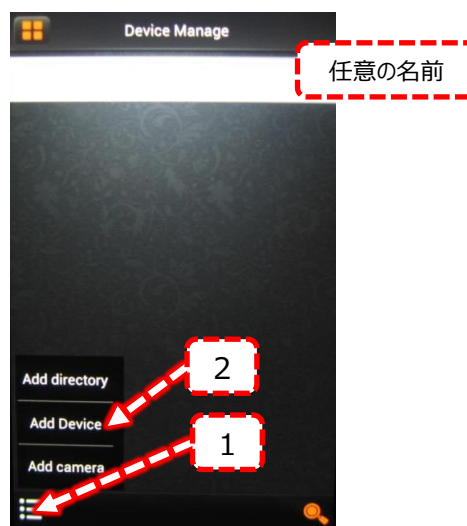 Device Manage
任意の名前
Add directory
2
Add Device
1
Add camera